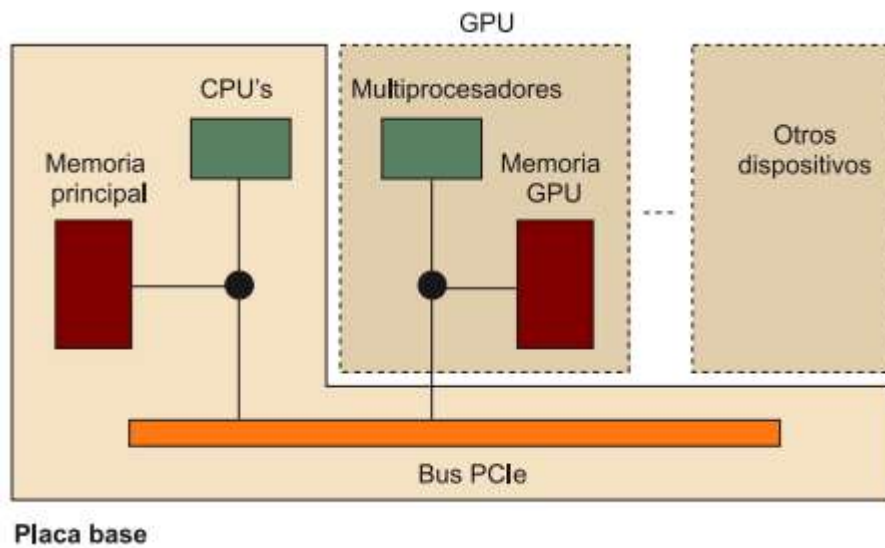 GPU
CPU's
Multiprocesadores
Memoria
principal
Memoria
GPU
Otros
dispositivos
Bus PCIe
Placa base